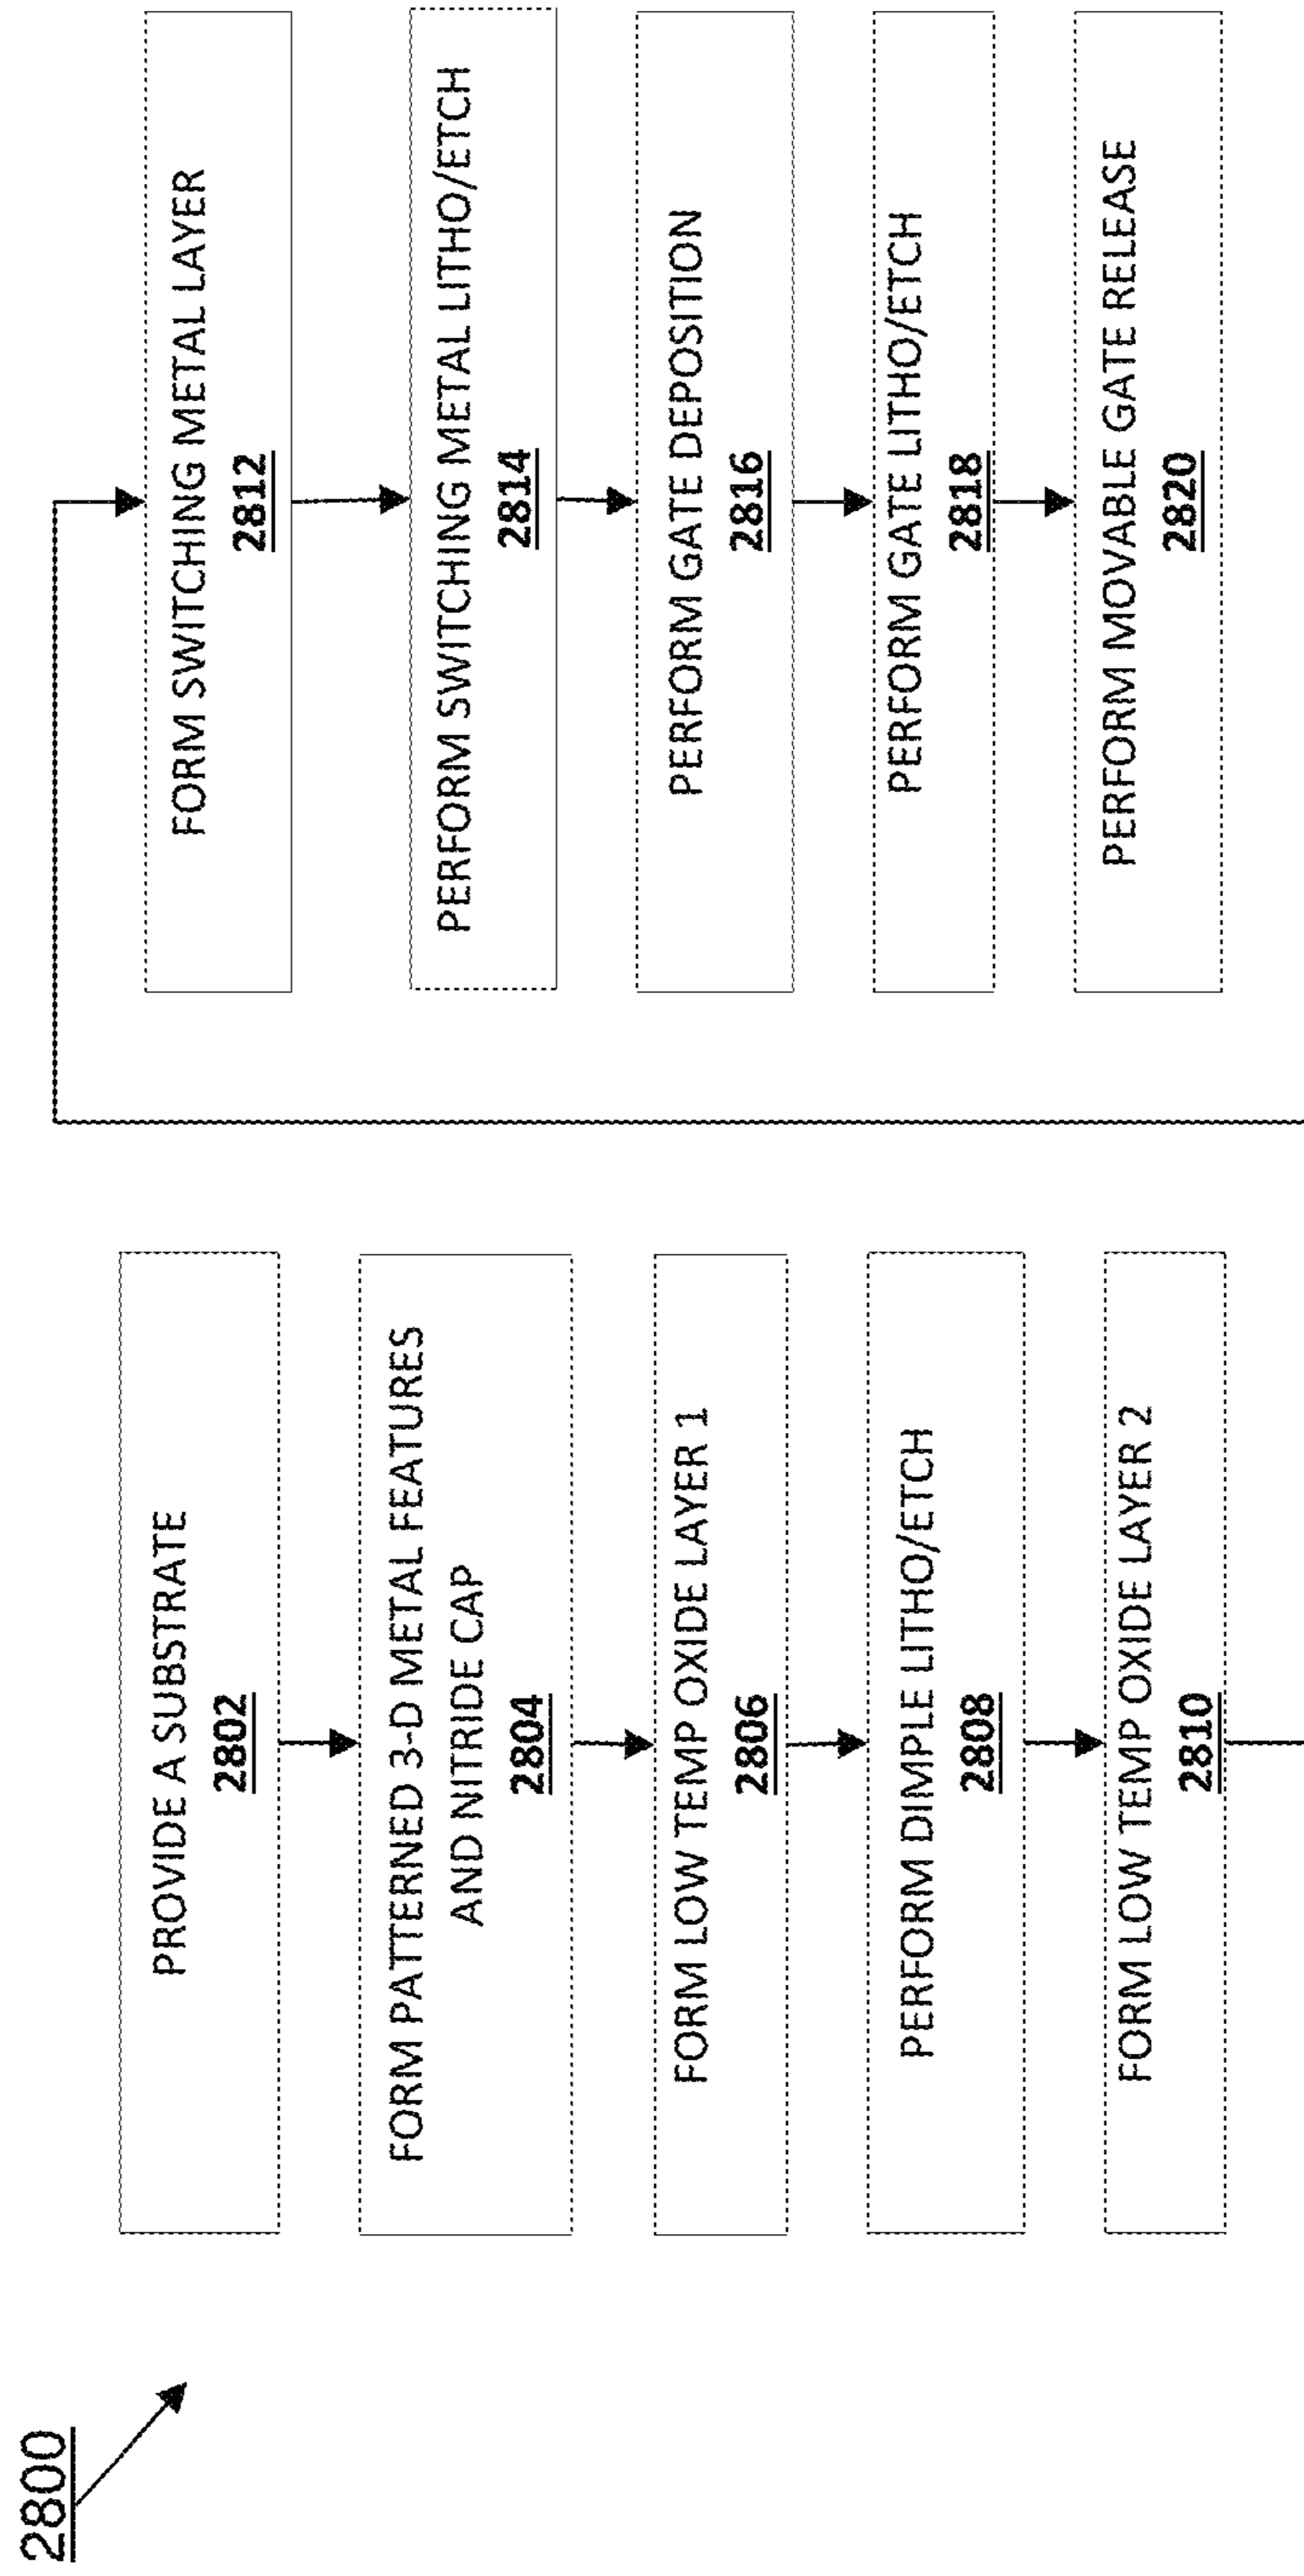 2800
PROVIDE A SUBSTRATE
2802
FORM PATTERNED 3-D METAL FEATURES
AND NITRIDE CAP
2804
FORM LOW TEMP OXIDE LAYER 1
2806
PERFORM DIMPLE LITHO/ETCH
2808
FORM LOW TEMP OXIDE LAYER 2
2810
FORM SWITCHING METAL LAYER
2812
PERFORM SWITCHING METAL LITHO/ETCH
2814
PERFORM GATE DEPOSITION
2816
PERFORM GATE LITHO/ETCH
2818
PERFORM MOVABLE GATE RELEASE
2820